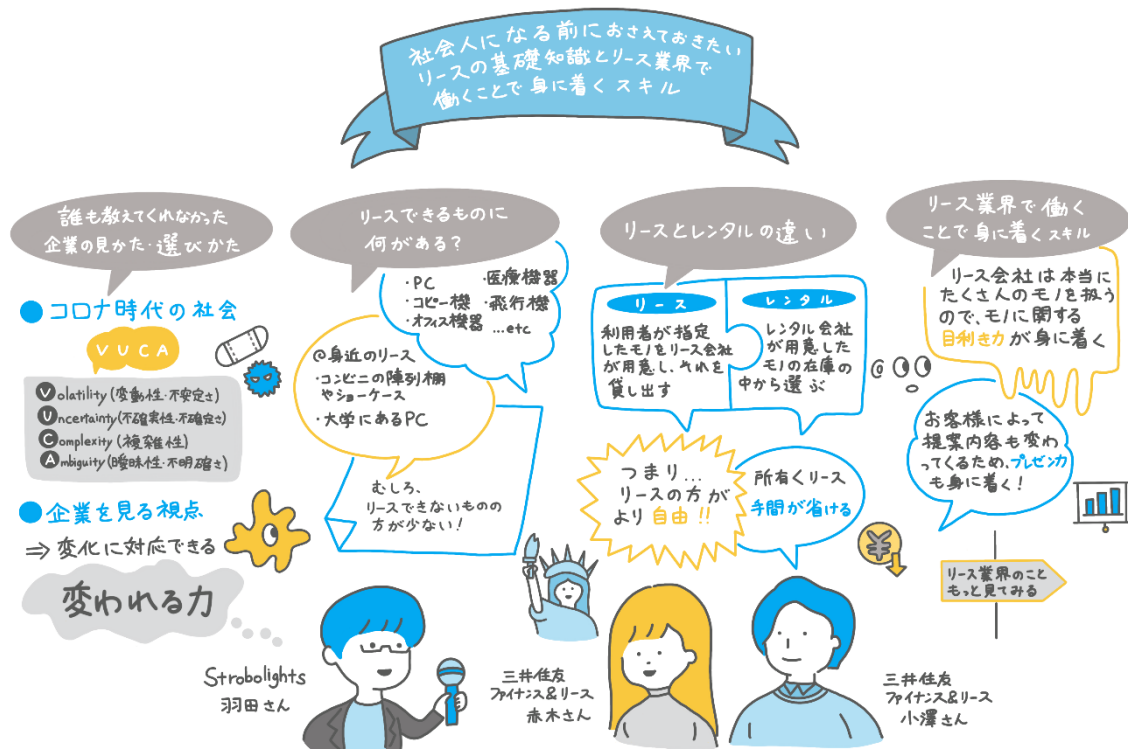 社会人になる前におさえておきたい
リースの基礎知識とリース業界で
働くことで身に着くスキル
誰も教えてくれなかった
企業の見かた・選びかた
●コロナ時代の社会
VUCA
Volatility(変動性・不安定さ)
Uncertainty(不確実性・不確定さ)
Complexity(複雑性)
Ambiguity(曖昧性・不明確さ)
●企業を見る視点
⇒変化に対応できる
変われる力
Strobolights
羽田さん
リースできるものに
何がある?
・PC
・コピー機
・オフィス機器
・医療機器
・飛行機
...etc
@身近のリース
・コンビニの陣列棚
やショーケース
・大学にあるPC
むしろ、
リースできないものの
方が少ない!
リースとレンタルの違い
リース
利用者が指定
したモノをリース会社
が用意し、それを
貸し出す
レンタル
レンタル会社
が用意した
モノの在庫の
中から選ぶ
つまり...
リースの方が
より自由!!
所有くリース
手間が省ける
¥
三井住友
ファイナンス&リース
赤木さん
三井住友
ファイナンス&リース
小澤さん
リース業界で働く
ことで身に着くスキル
リース会社は本当に
たくさ人のモノを扱う
ので、モノに関する
目利き力が身に着く
@
お客様によって
提案内容も変わ
ってくるため、プレゼン力
も身に着く!
リース業界のこと
もっと見てみる